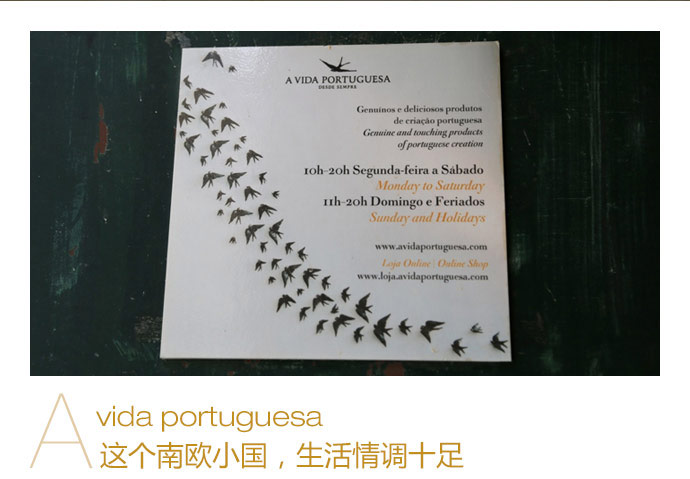 A VIDA PORTUGUESA
DESDE SEMPRE
Genuínos e deliciosos produtos
de criação portuguesa
Genuine and touching products
of portuguese creation
10h-20h Segunda-feira a Sábado
Monday to Saturday
11h-20h Domingo e Feriados
Sunday and Holidays
www.avidaportuguesa.com
Loja Online | Online Shop
www.loja.avidaportuguesa.com
A vida portuguesa
这个南欧小国，生活情调十足